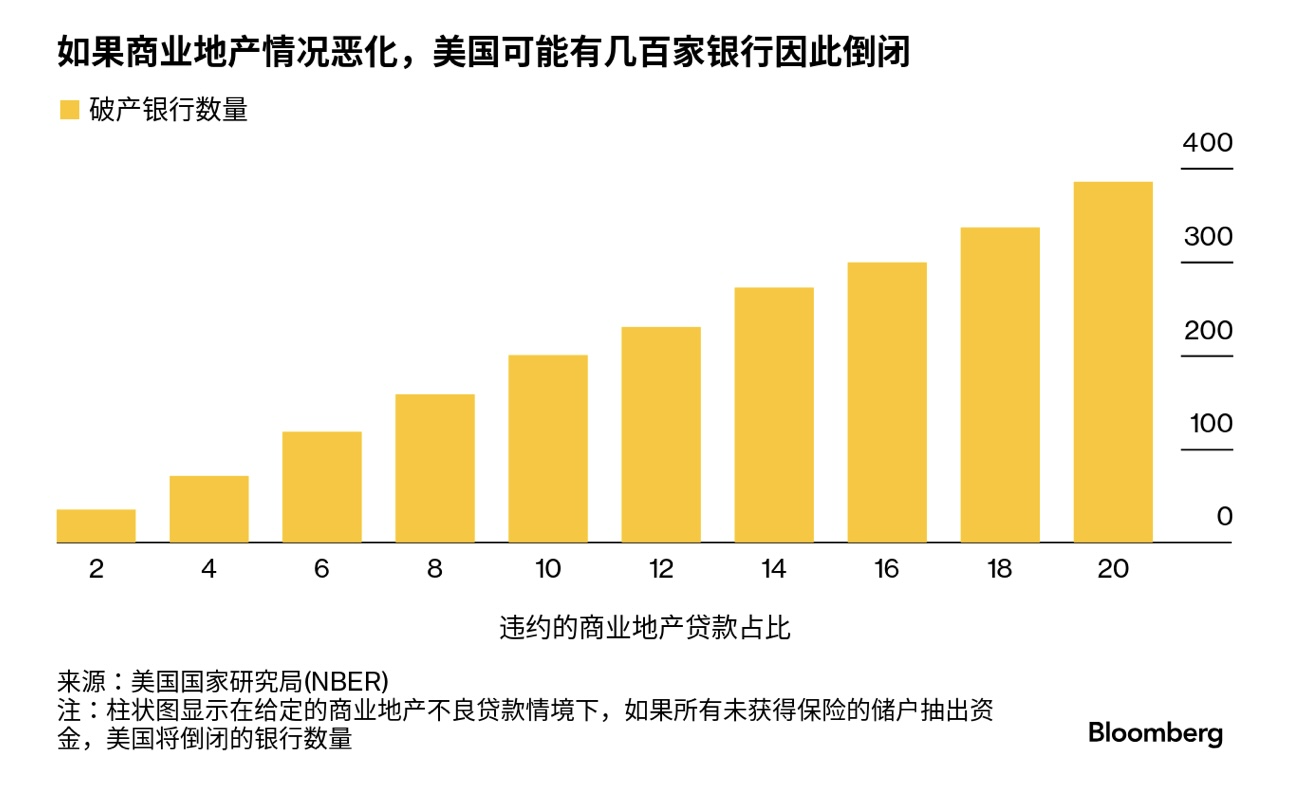 如果商业地产情况恶化，美国可能有几百家银行因此倒闭
破产银行数量
400
300
200
100
0
2 4 6 8 10 12 14 16 18 20
违约的商业地产贷款占比
来源：美国国家研究局(NBER)
注：柱状图显示在给定的商业地产不良贷款情境下，如果所有未获得保险的储户抽出资
金，美国将倒闭的银行数量
Bloomberg